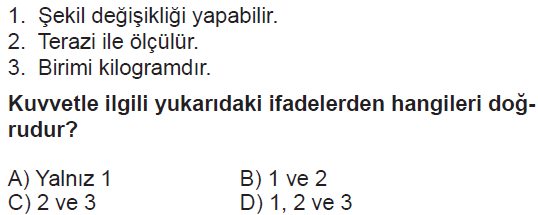 1. Şekil değişikliği yapabilir.
2. Terazi ile ölçülür.
3. Birimi kilogramdır.
Kuvvetle ilgili yukarıdaki ifadelerden hangileri doğ-
rudur?
A) Yalnız 1 B) 1 ve 2
C) 2 ve 3 D) 1, 2 ve 3